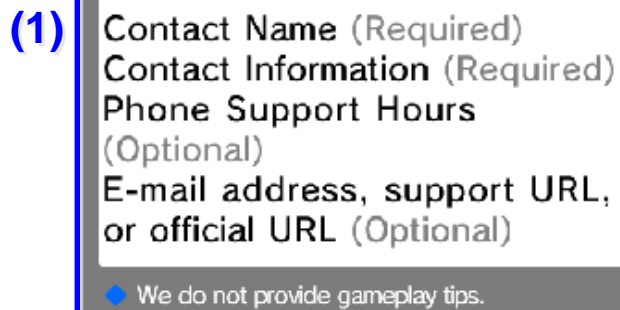 (1)
Contact Name (Required)
Contact Information (Required)
Phone Support Hours
(Optional)
E-mail address, support URL,
or official URL (Optional)
We do not provide gameplay tips.